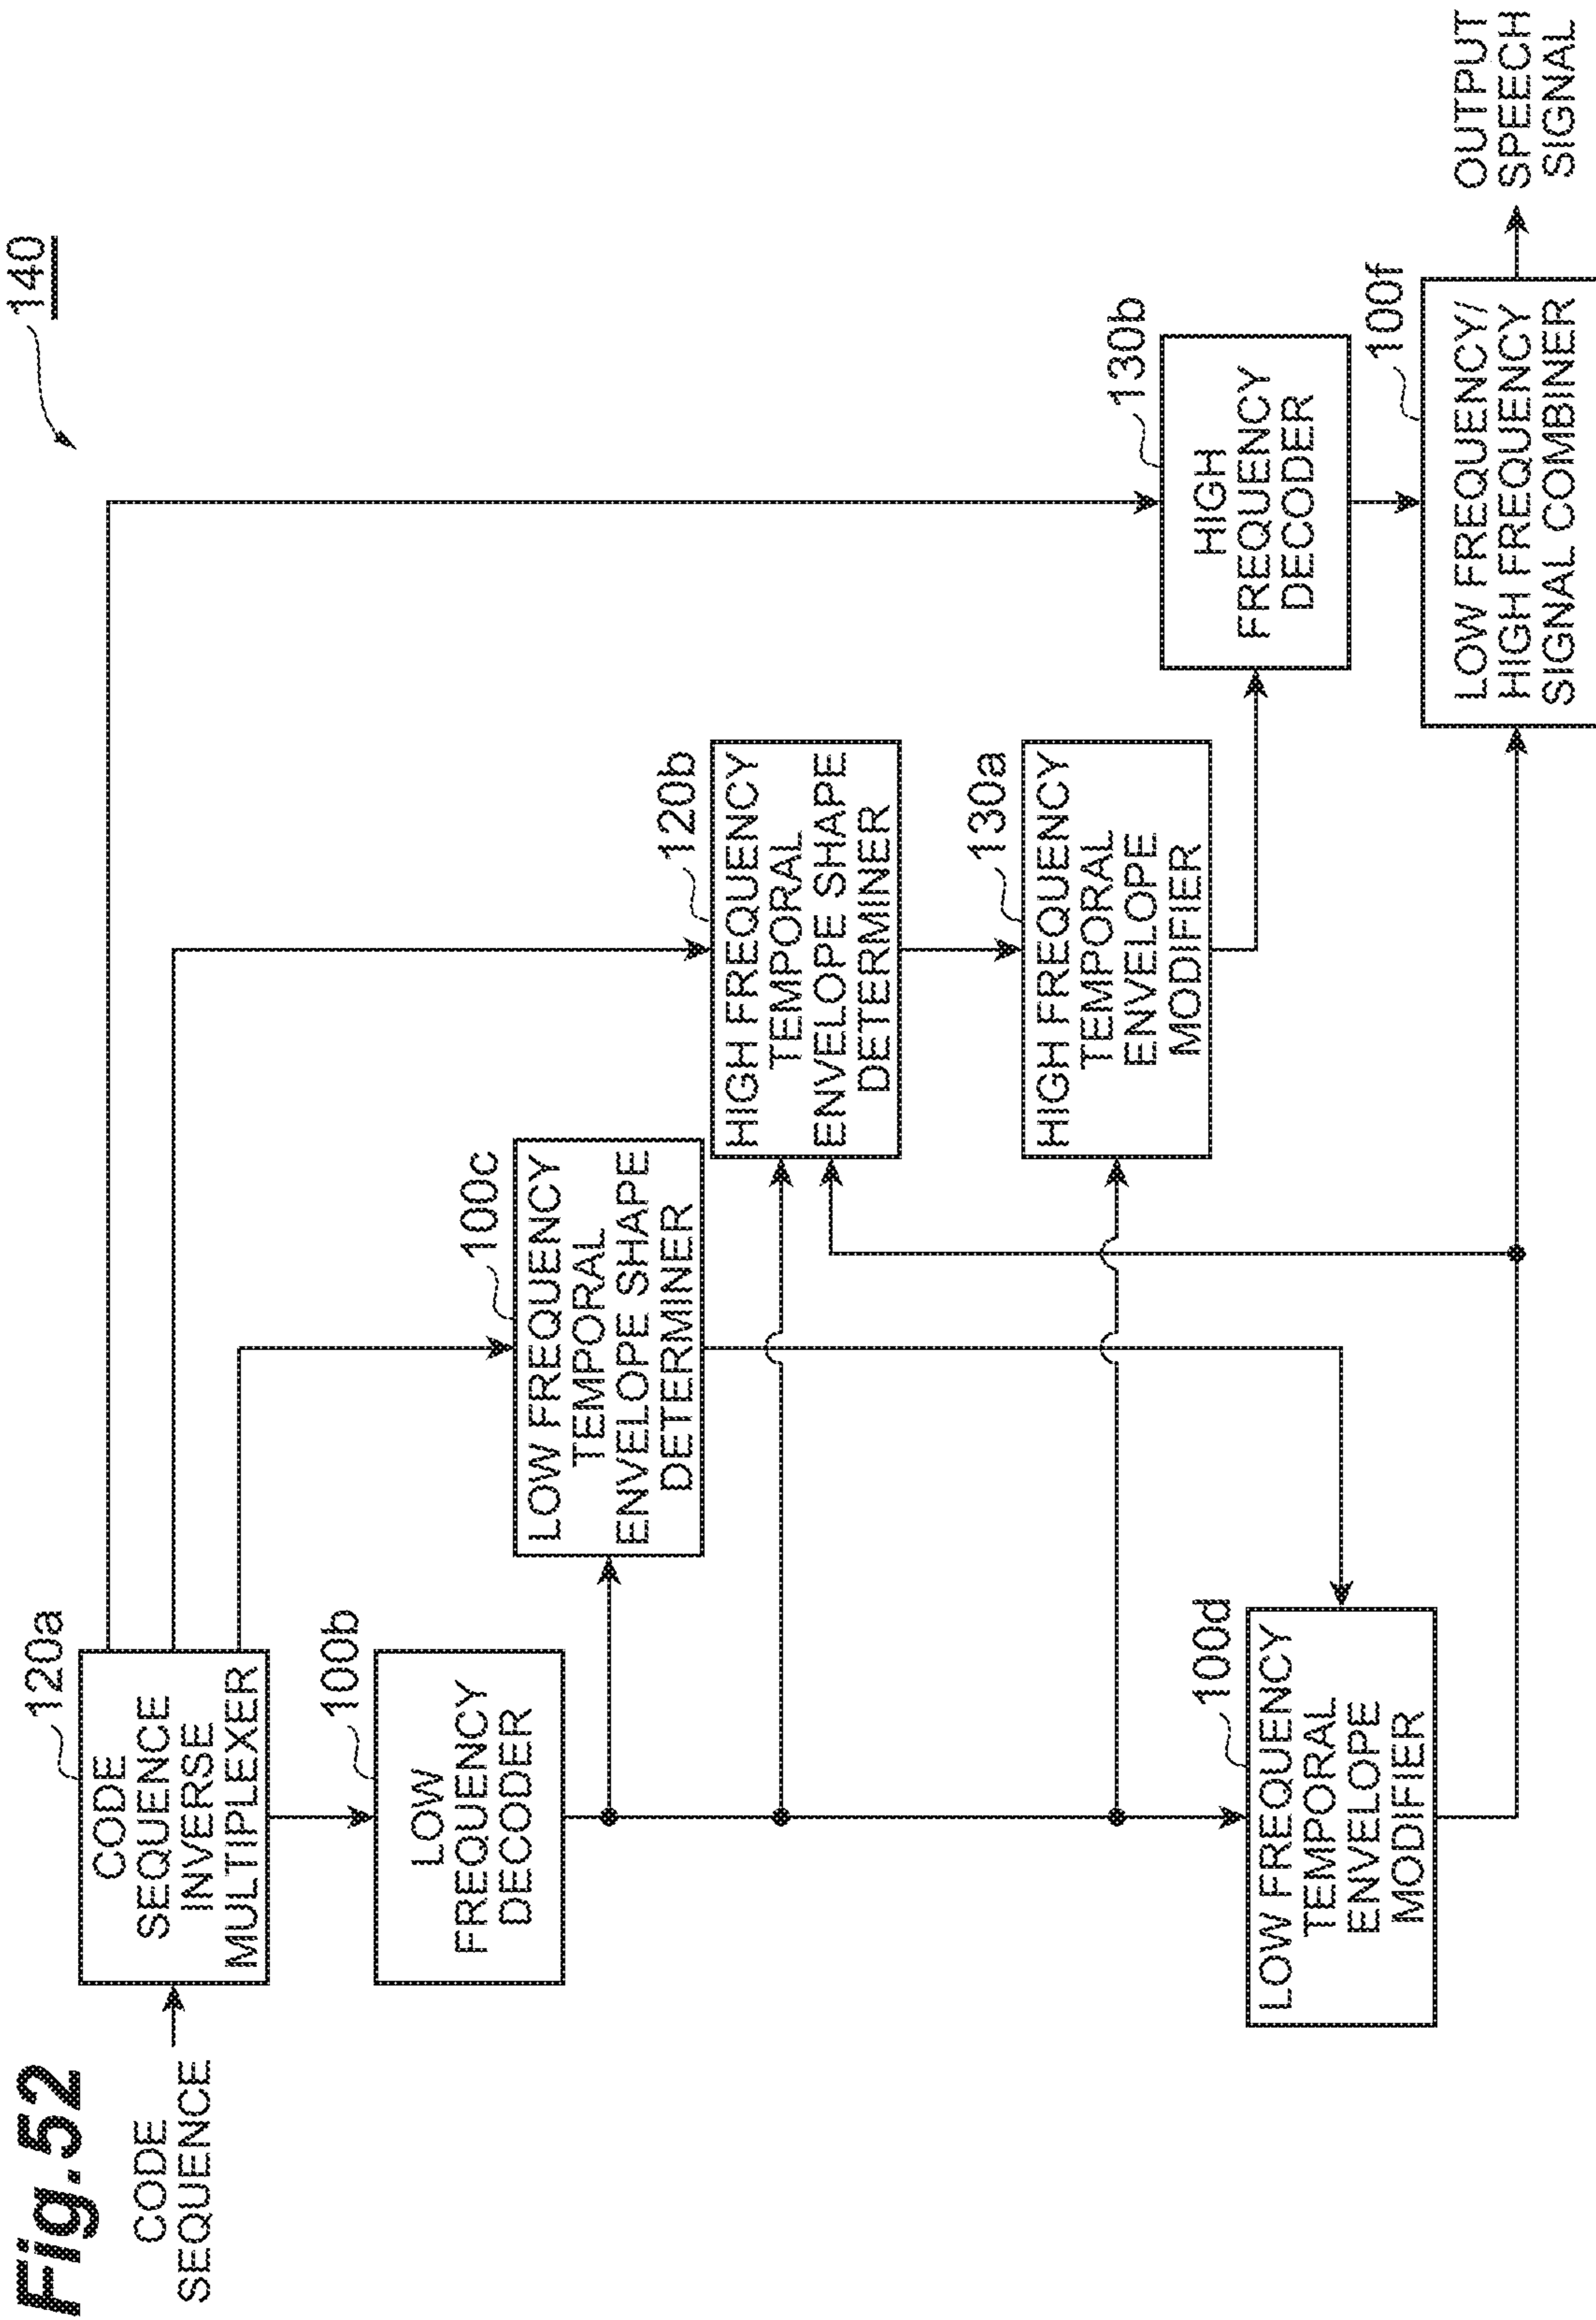 Fig.52
140
CODE
SEQUENCE
120a
CODE
SEQUENCE
INVERSE
MULTIPLEXER
100b
LOW
FREQUENCY
DECODER
100c
LOW FREQUENCY
TEMPORAL
ENVELOPE SHAPE
DETERMINER
120b
HIGH FREQUENCY
TEMPORAL
ENVELOPE SHAPE
DETERMINER
130a
HIGH FREQUENCY
TEMPORAL
ENVELOPE
MODIFIER
130b
HIGH
FREQUENCY
DECODER
100d
LOW FREQUENCY
TEMPORAL
ENVELOPE
MODIFIER
100f
LOW FREQUENCY/
HIGH FREQUENCY
SIGNAL COMBINER
OUTPUT
SPEECH
SIGNAL